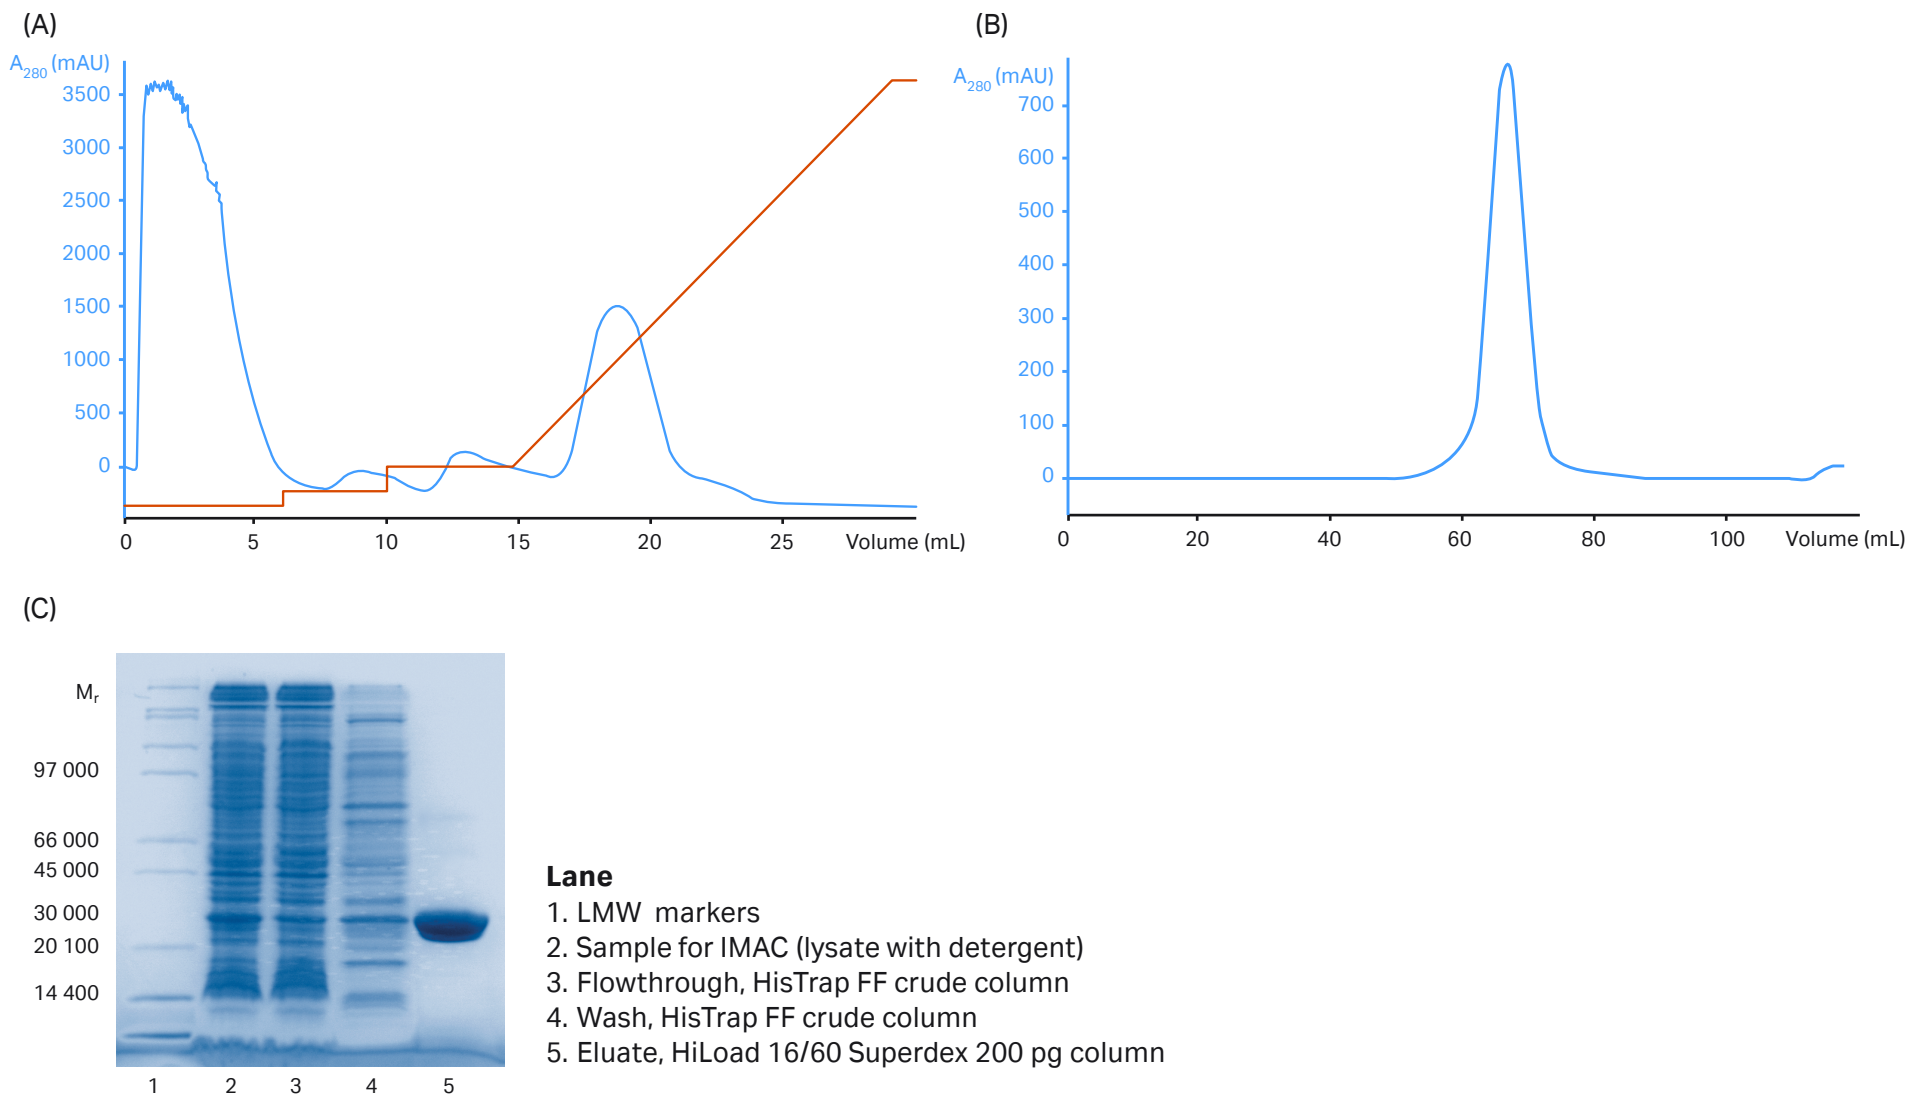 (A)
A280 (mAU)
3500
3000
2500
2000
1500
1000
500
0
0 5 10 15 20 25 Volume (mL)
(B)
A280 (mAU)
700
600
500
400
300
200
100
0
0 20 40 60 80 100 Volume (mL)
(C)
Mr
97 000
66 000
45 000
30 000
20 100
14 400
1 2 3 4 5
Lane
1. LMW markers
2. Sample for IMAC (lysate with detergent)
3. Flowthrough, HisTrap FF crude column
4. Wash, HisTrap FF crude column
5. Eluate, HiLoad 16/60 Superdex 200 pg column